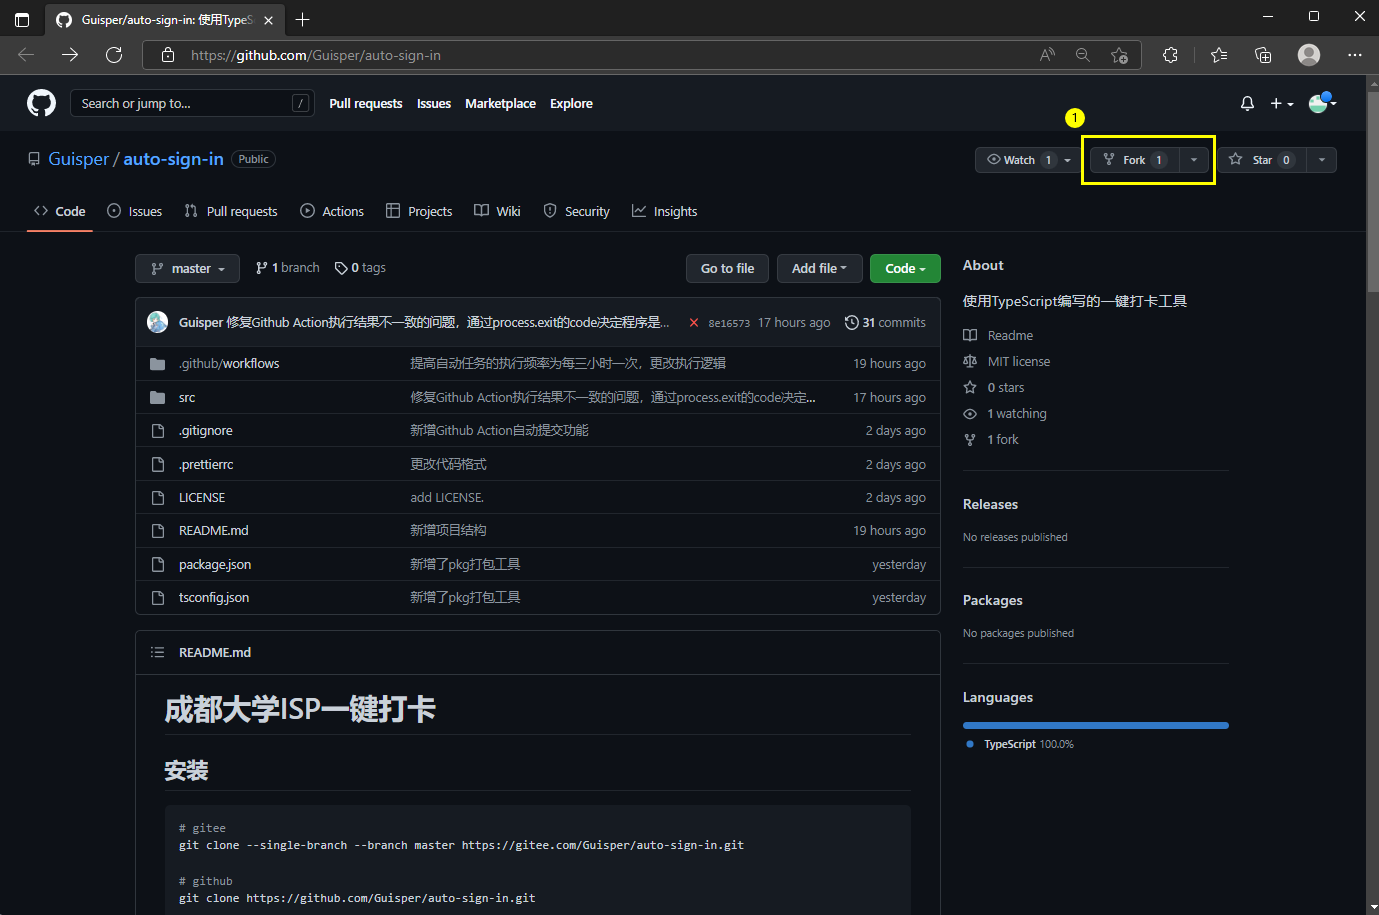 Guisper/auto-sign-in: 使用TypeS
https://github.com/Guisper/auto-sign-in
Search or jump to... /
Pull requests Issues Marketplace Explore
1
Guisper / auto-sign-in Public
Watch 1 Fork 1 Star 0
Code Issues Pull requests Actions Projects Wiki Security Insights
master 1 branch 0 tags Go to file Add file Code
Guisper 修复Github Action执行结果不一致的问题，通过process.exit的code决定程序是... 8e16573 17 hours ago 31 commits
.github/workflows 提高自动任务的执行频率为每三小时一次，更改执行逻辑 19 hours ago
src 修复Github Action执行结果不一致的问题，通过process.exit的code决定... 17 hours ago
.gitignore 新增Github Action自动提交功能 2 days ago
.prettierrc 更改代码格式 2 days ago
LICENSE add LICENSE. 2 days ago
README.md 新增项目结构 19 hours ago
package.json 新增了pkg打包工具 yesterday
tsconfig.json 新增了pkg打包工具 yesterday
README.md
成都大学ISP一键打卡
安装
# gitee
git clone --single-branch --branch master https://gitee.com/Guisper/auto-sign-in.git
# github
git clone https://github.com/Guisper/auto-sign-in.git
About
使用TypeScript编写的一键打卡工具
Readme
MIT license
0 stars
1 watching
1 fork
Releases
No releases published
Packages
No packages published
Languages
TypeScript 100.0%